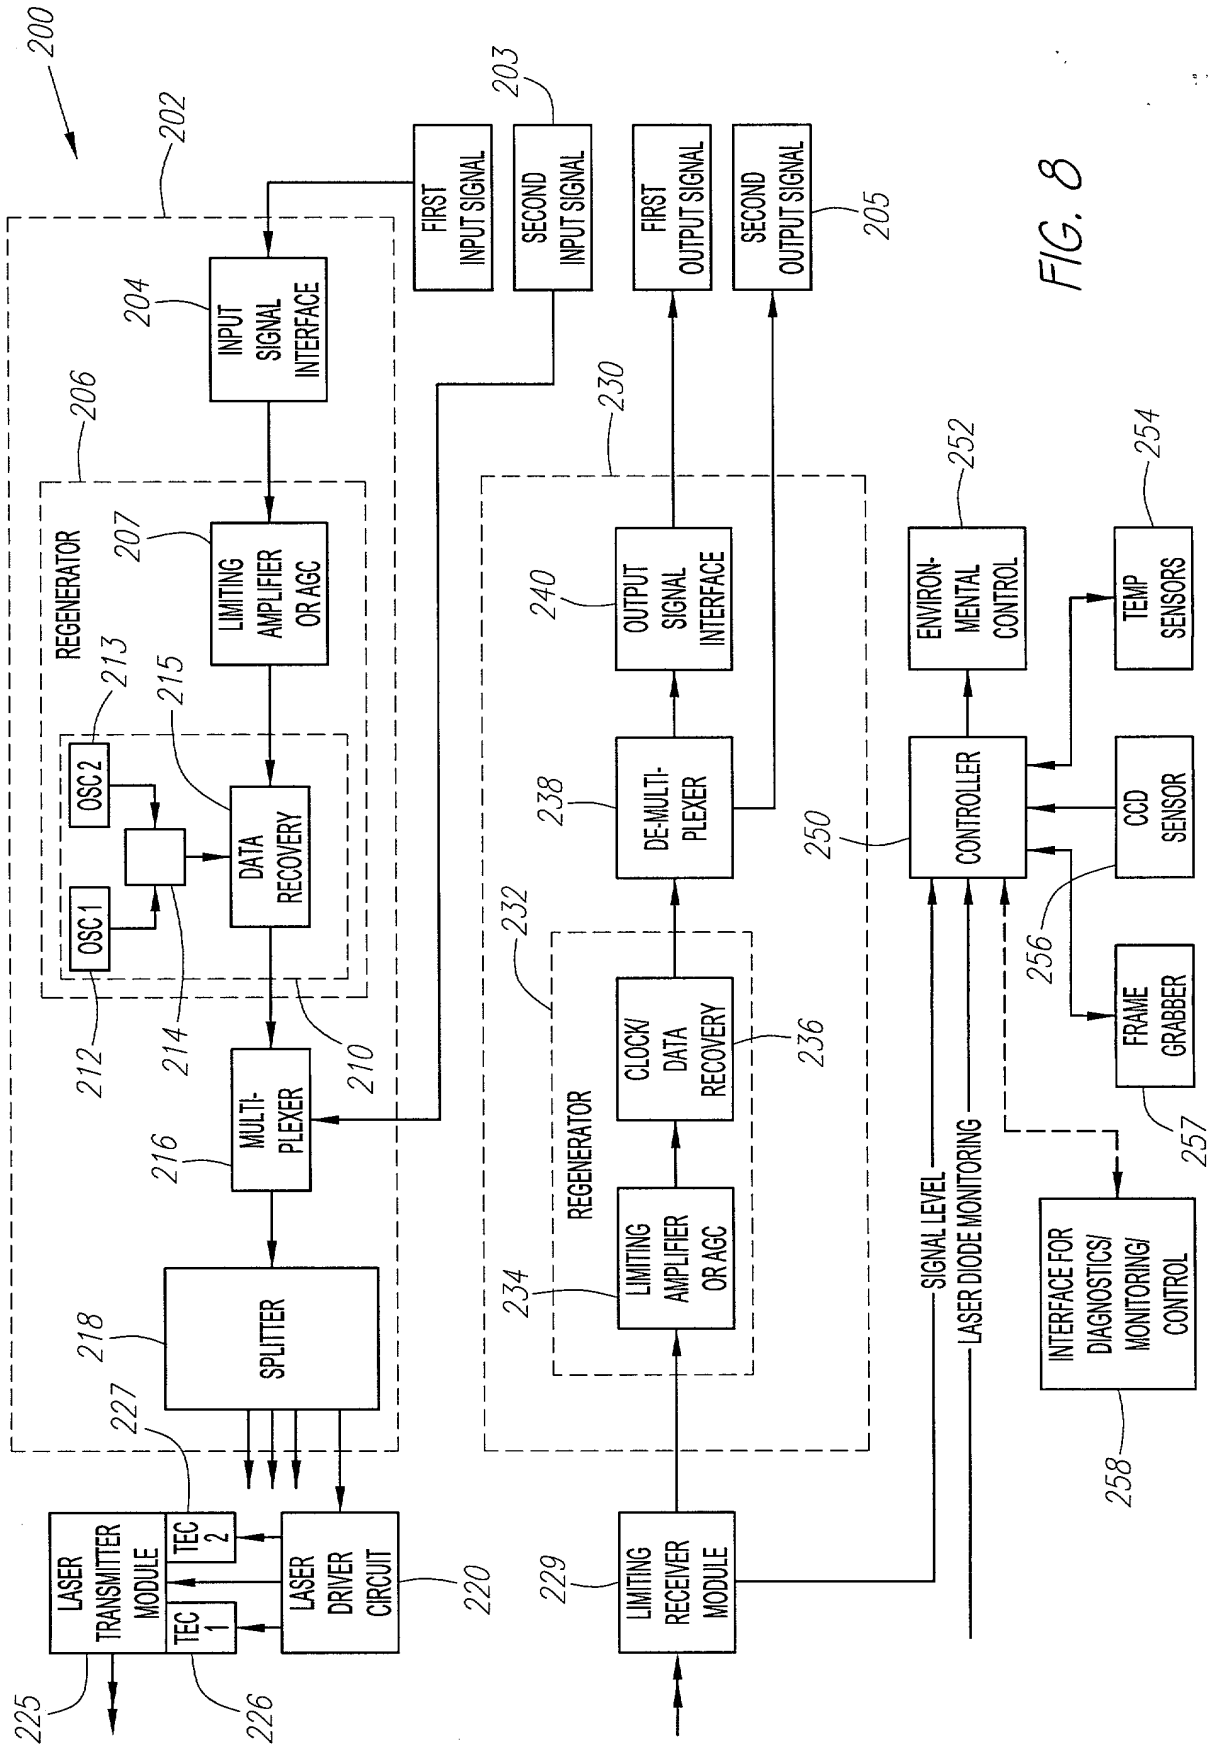 200
202
204
INPUT
SIGNAL
INTERFACE
206
REGENERATOR
207
LIMITING
AMPLIFIER
OR AGC
213
OSC2
215
OSC1
DATA
RECOVERY
212
214
210
216
MULTI-
PLEXER
218
SPLITTER
227
LASER
TRANSMITTER
MODULE
TEC
2
TEC
1
225
226
LASER
DRIVER
CIRCUIT
220
FIRST
INPUT SIGNAL
203
SECOND
INPUT SIGNAL
FIRST
OUTPUT SIGNAL
SECOND
OUTPUT SIGNAL
205
230
240
OUTPUT
SIGNAL
INTERFACE
238
DE-MULTI-
PLEXER
232
REGENERATOR
CLOCK/
DATA
RECOVERY
236
234
LIMITING
AMPLIFIER
OR AGC
229
LIMITING
RECEIVER
MODULE
252
ENVIRON-
MENTAL
CONTROL
254
TEMP
SENSORS
250
CONTROLLER
CCD
SENSOR
256
FRAME
GRABBER
257
SIGNAL LEVEL
LASER DIODE MONITORING
INTERFACE FOR
DIAGNOSTICS/
MONITORING/
CONTROL
258
FIG. 8